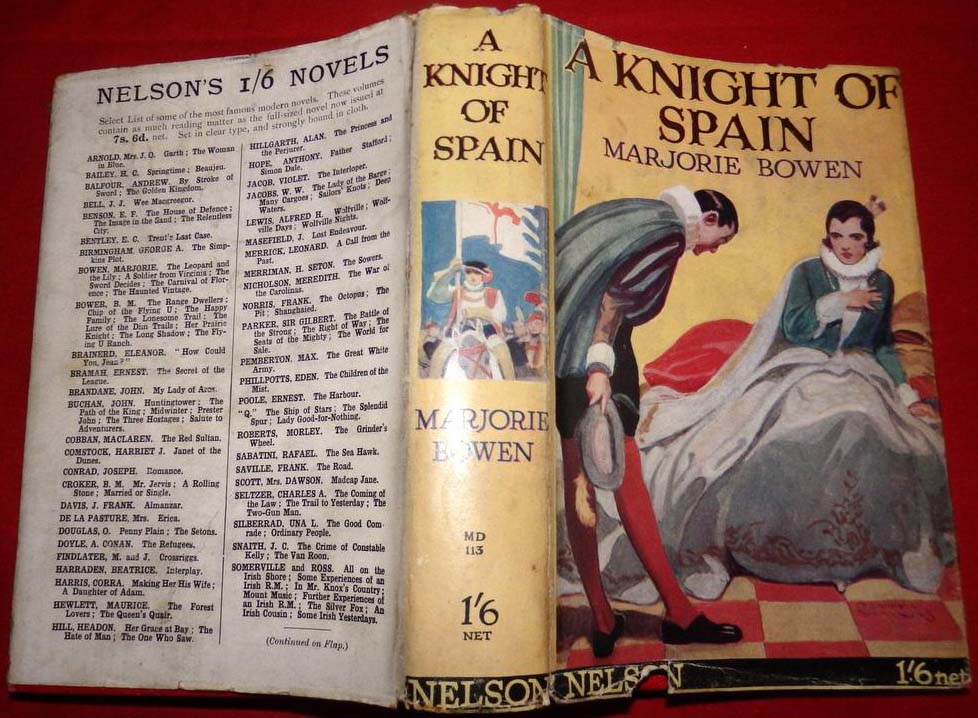 NELSON'S 1/6 NOVELS
Select List of some of the most famous modern novels. These volumes
contain as much reading matter as the full-sized novel now issued at
7s. 6d. net. Set in clear type, and strongly bound in cloth.
ARNOLD, Mrs. J. O. Garth ; The Woman
in Blue.
BAILEY, H. C. Springtime ; Beaujeu.
BALFOUR, ANDREW. By Stroke of
Sword ; The Golden Kingdom.
BELL, J. J. Wee Macgreegor.
BENSON, E. F. The House of Defence ;
The Image in the Sand ; The Relentless
City.
BENTLEY, E. C. Trent's Last Case.
BIRMINGHAM, GEORGE A. The Simp-
kins Plot.
BOWEN, MARJORIE. The Leopard and
the Lily ; A Soldier from Virginia ; The
Sword Decides ; The Carnival of Flor-
ence ; The Haunted Vintage.
BOWER, B. M. The Range Dwellers ;
Chip of the Flying U ; The Happy
Family ; The Lonesome Trail ; The
Lure of the Dim Trails ; Her Prairie
Knight ; The Long Shadow ; The Fly-
ing U Ranch.
BRAINERD, ELEANOR. "How Could
You, Jean?"
BRAMAH, ERNEST. The Secret of the
League.
BRANDANE, JOHN. My Lady of Aros.
BUCHAN, JOHN. Huntingtower ; The
Path of the King ; Midwinter ; Prester
John ; The Three Hostages ; Salute to
Adventurers.
COBBAN, MACLAREN. The Red Sultan.
COMSTOCK, HARRIET J. Janet of the
Dunes.
CONRAD, JOSEPH. Romance.
CROKER, B. M. Mr. Jervis ; A Rolling
Stone ; Married or Single.
DAVIS, J. FRANK. Almanzar.
DE LA PASTURE, Mrs. Erica.
DOUGLAS, O. Penny Plain ; The Setons.
DOYLE, A. CONAN. The Refugees.
FINDLATER, M. and J. Crossriggs.
HARRADEN, BEATRICE. Interplay.
HARRIS, CORRA. Making Her His Wife ;
A Daughter of Adam.
HEWLETT, MAURICE. The Forest
Lovers ; The Queen's Quair.
HILL, HEADON. Her Grace at Bay ; The
Hate of Man ; The One Who Saw.
HILLGARTH, ALAN. The Princess and
the Perjurer.
HOPE, ANTHONY. Father Stafford ;
Simon Dale.
JACOB, VIOLET. The Interloper.
JACOBS, W. W. The Lady of the Barge ;
Many Cargoes ; Sailors' Knots ; Deep
Waters.
LEWIS, ALFRED H. Wolfville ; Wolf-
ville Days ; Wolfville Nights.
MASEFIELD, J. Lost Endeavour.
MERRICK, LEONARD. A Call from the
Past.
MERRIMAN, H. SETON. The Sowers.
NICHOLSON, MEREDITH. The War of
the Carolinas.
NORRIS, FRANK. The Octopus ; The
Pit ; Shanghaied.
PARKER, SIR GILBERT. The Battle of
the Strong ; The Right of Way ; The
Seats of the Mighty ; The World for
Sale.
PEMBERTON, MAX. The Great White
Army.
PHILLPOTTS, EDEN. The Children of the
Mist.
POOLE, ERNEST. The Harbour.
"Q." The Ship of Stars ; The Splendid
Spur ; Lady Good-for-Nothing.
ROBERTS, MORLEY. The Grinder's
Wheel.
SABATINI, RAFAEL. The Sea Hawk.
SAVILLE, FRANK. The Road.
SCOTT, Mrs. DAWSON. Madcap Jane.
SELTZER, CHARLES A. The Coming of
the Law ; The Trail to Yesterday ; The
Two-Gun Man.
SILBERRAD, UNA L. The Good Com-
rade ; Ordinary People.
SNAITH, J. C. The Crime of Constable
Kelly ; The Van Roon.
SOMERVILLE and ROSS. All on the
Irish Shore ; Some Experiences of an
Irish R.M. ; In Mr. Knox's Country ;
Mount Music ; Further Experiences of
an Irish R.M. ; The Silver Fox ; An
Irish Cousin ; Some Irish Yesterdays.
(Continued on Flap.)
A
KNIGHT
OF
SPAIN
MARJORIE
BOWEN
MD
113
1'6
NET
NELSON
A KNIGHT OF
SPAIN
MARJORIE BOWEN
NELSON
1'6 net